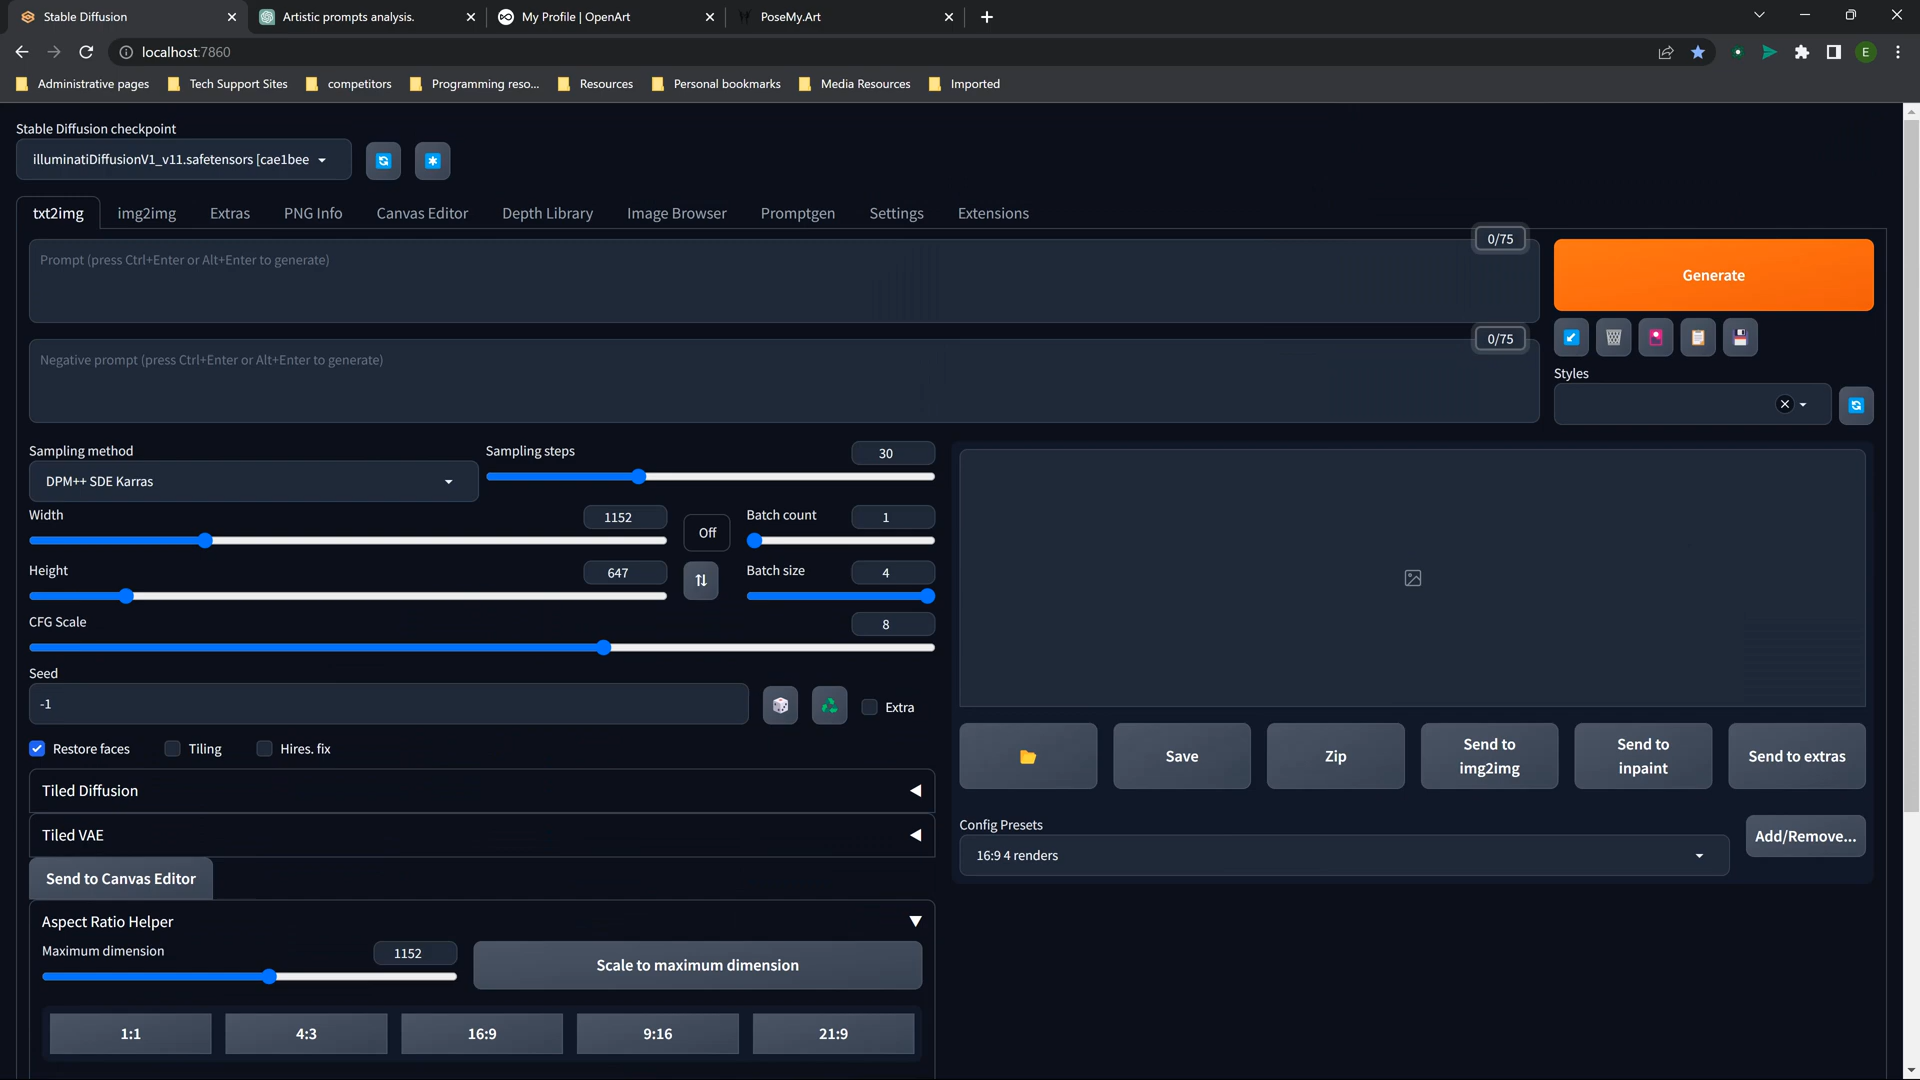 Stable Diffusion
Artistic prompts analysis.
My Profile | OpenArt
PoseMy.Art
localhost:7860
E
Administrative pages
Tech Support Sites
competitors
Programming reso...
Resources
Personal bookmarks
Media Resources
Imported
Stable Diffusion checkpoint
illuminatiDiffusionV1_v11.safetensors [cae1bee
txt2img
img2img
Extras
PNG Info
Canvas Editor
Depth Library
Image Browser
Promptgen
Settings
Extensions
0/75
Prompt (press Ctrl+Enter or Alt+Enter to generate)
Generate
0/75
Negative prompt (press Ctrl+Enter or Alt+Enter to generate)
Styles
Sampling method
DPM++ SDE Karras
Sampling steps
30
Width
1152
Off
Batch count
1
Height
647
Batch size
4
CFG Scale
8
Seed
-1
Extra
Restore faces
Tiling
Hires. fix
Save
Zip
Send to
img2img
Send to
inpaint
Send to extras
Tiled Diffusion
Tiled VAE
Config Presets
16:9 4 renders
Add/Remove...
Send to Canvas Editor
Aspect Ratio Helper
Maximum dimension
1152
Scale to maximum dimension
1:1
4:3
16:9
9:16
21:9